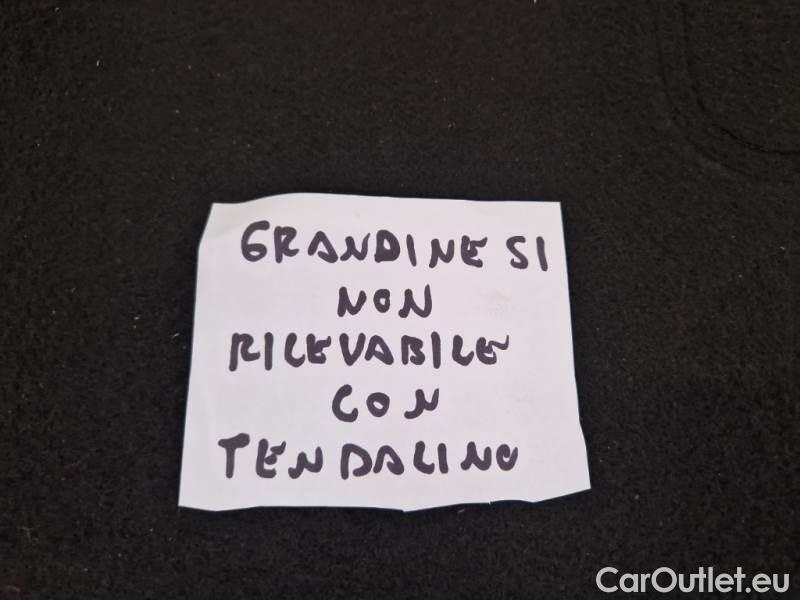 GRANDINE SI
NON
RILEVABILE
CON
TENDALINO
CarOutlet.eu